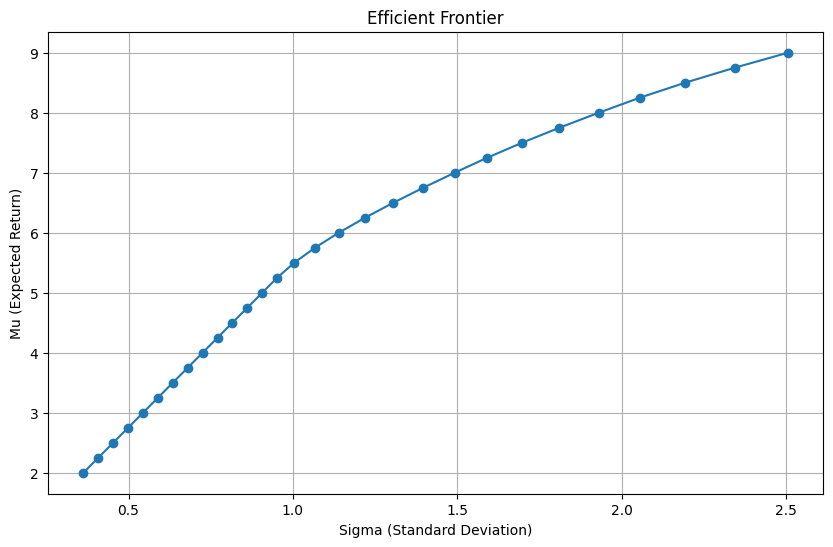 Efficient Frontier
Mu (Expected Return)
9
8
7
6
5
4
3
2
0.5 1.0 1.5 2.0 2.5
Sigma (Standard Deviation)